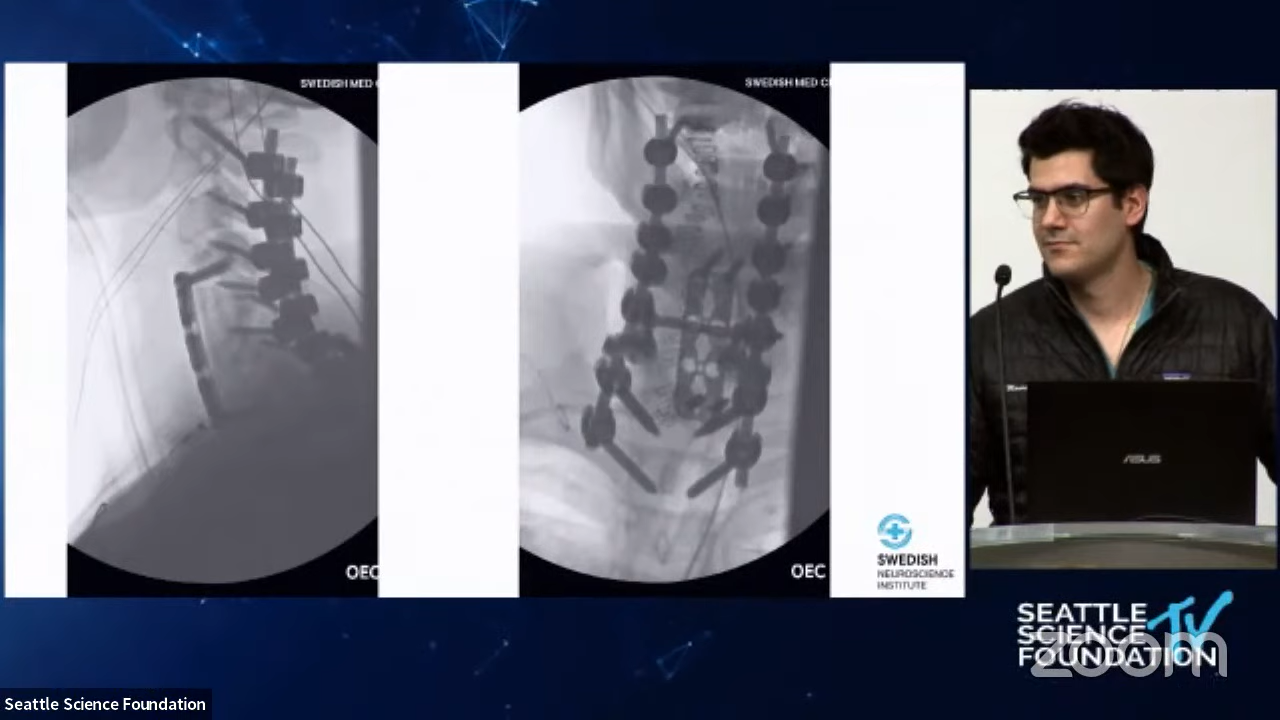 SWEDISH MED
SWEDISH MED
OEC
OEC
SWEDISH
NEUROSCIENCE
INSTITUTE
ASUS
SEATTLE
SCIENCE
FOUNDATION
TV
zoom
Seattle Science Foundation